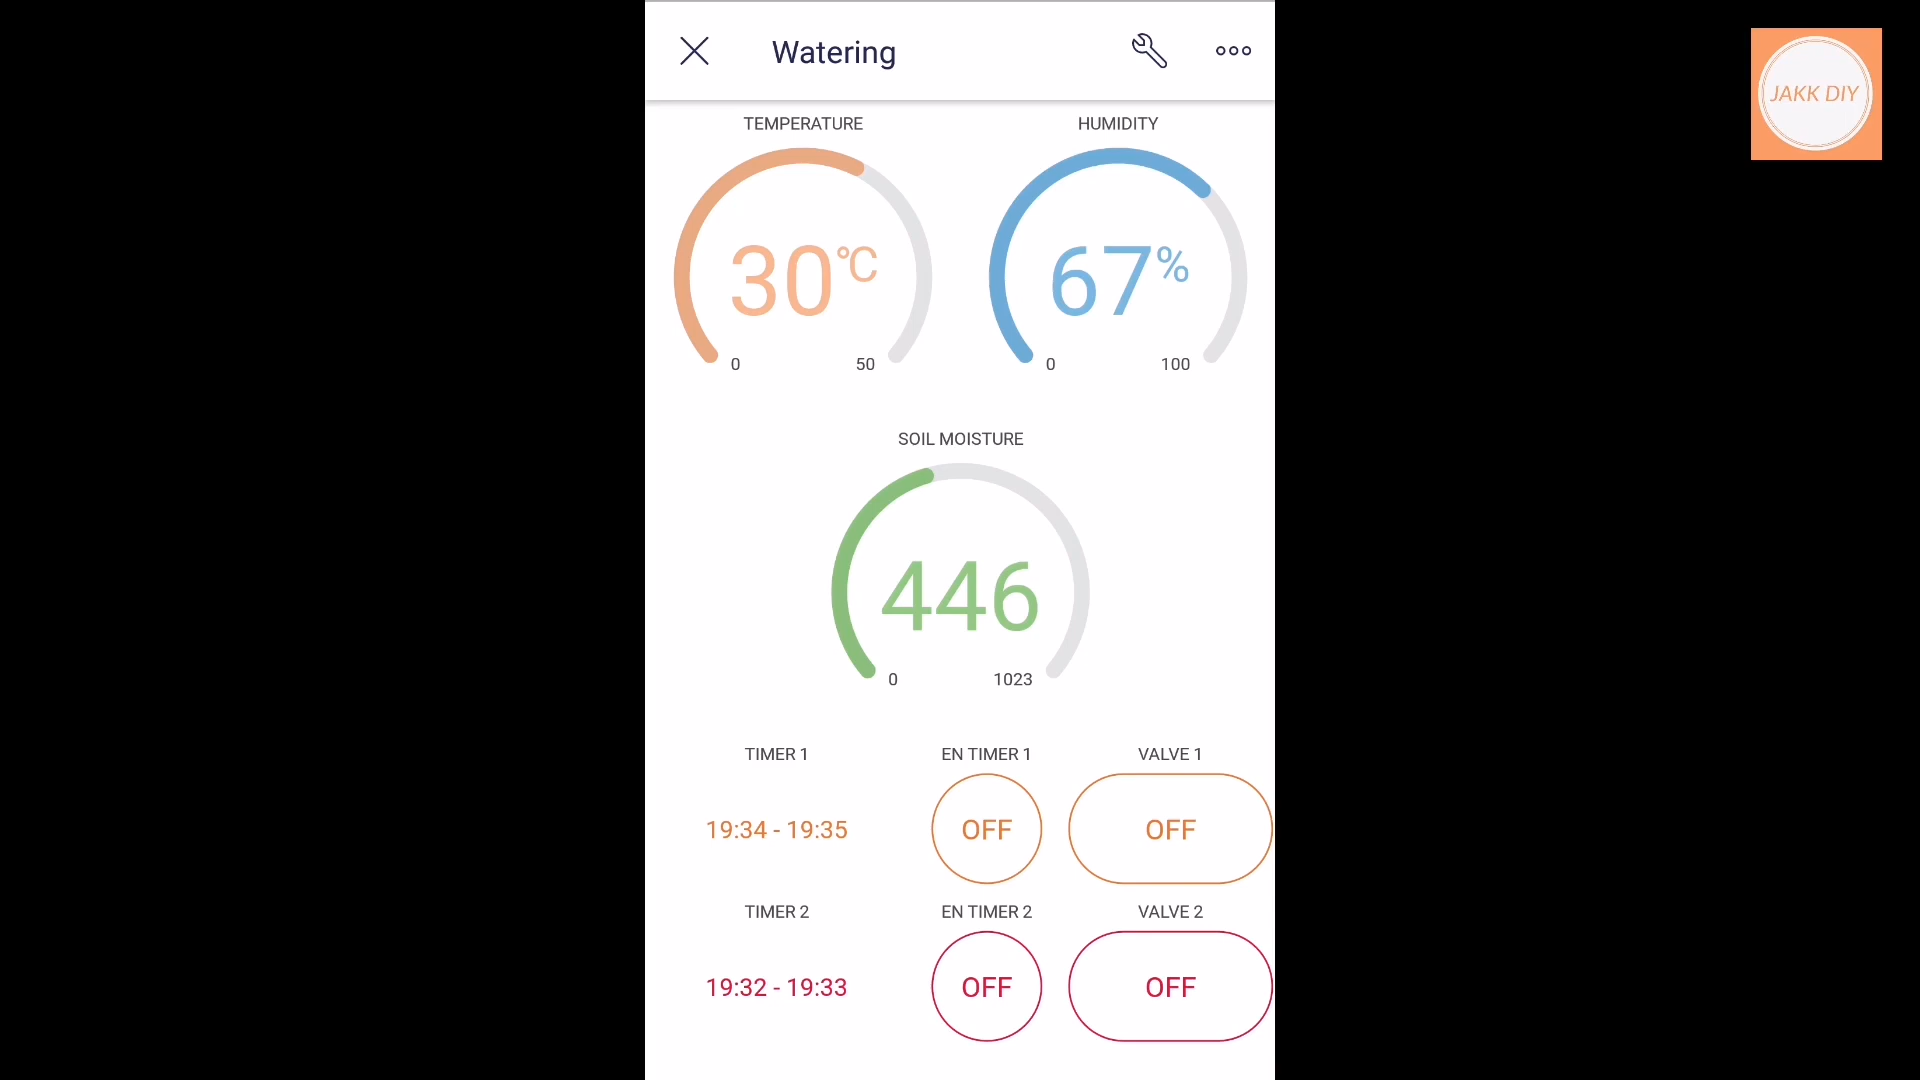 Watering
JAKK DIY
TEMPERATURE
HUMIDITY
30°C
67%
0
50
0
100
SOIL MOISTURE
446
0
1023
TIMER 1
EN TIMER 1
VALVE 1
19:34 - 19:35
OFF
OFF
TIMER 2
EN TIMER 2
VALVE 2
19:32 - 19:33
OFF
OFF